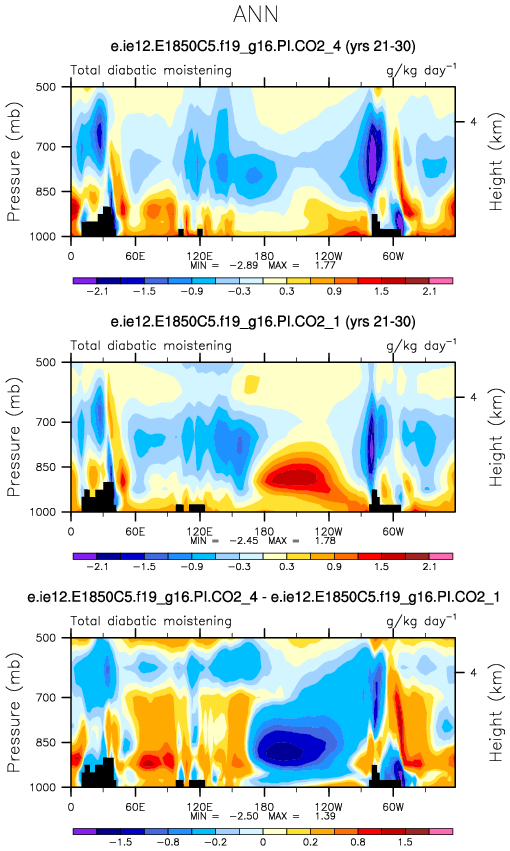 ANN
e.ie12.E1850C5.f19_g16.PI.CO2_4 (yrs 21-30)
Total diabatic moistening g/kg day−1
500
700
850
1000
Pressure (mb)
4
Height (km)
0 60E 120E 180 120W 60W
MIN = −2.89 MAX = 1.77
−2.1 −1.5 −0.9 −0.3 0.3 0.9 1.5 2.1
e.ie12.E1850C5.f19_g16.PI.CO2_1 (yrs 21-30)
Total diabatic moistening g/kg day−1
500
700
850
1000
Pressure (mb)
4
Height (km)
0 60E 120E 180 120W 60W
MIN = −2.45 MAX = 1.78
−2.1 −1.5 −0.9 −0.3 0.3 0.9 1.5 2.1
e.ie12.E1850C5.f19_g16.PI.CO2_4 - e.ie12.E1850C5.f19_g16.PI.CO2_1
Total diabatic moistening g/kg day−1
500
700
850
1000
Pressure (mb)
4
Height (km)
0 60E 120E 180 120W 60W
MIN = −2.50 MAX = 1.39
−1.5 −0.8 −0.2 0 0.2 0.8 1.5